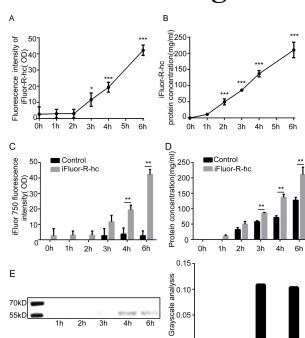 A
B
Fluorescence intensity of
iFluor-R-hc( OD)
50
40
30
20
10
0
*
***
***
0h 1h 2h 3h 4h 5 6h
iFluor-R-hc
protein concentration(mg/ml)
250
200
150
100
50
0
***
***
***
***
0h 1h 2h 3h 4h 5 6h
C
D
iFluor 750 fluorescence
intensity( OD)
50
40
30
20
10
0
Control
iFluor-R-hc
**
**
0h 1h 2h 3h 4h 6h
Protein concentration(mg/ml)
250
200
150
100
50
0
Control
iFluor-R-hc
**
**
**
0h 1h 2h 3h 4h 6h
E
70kD
55kD
1h 2h 3h 4h 6h
Grayscale analysis
0.15
0.10
0.05